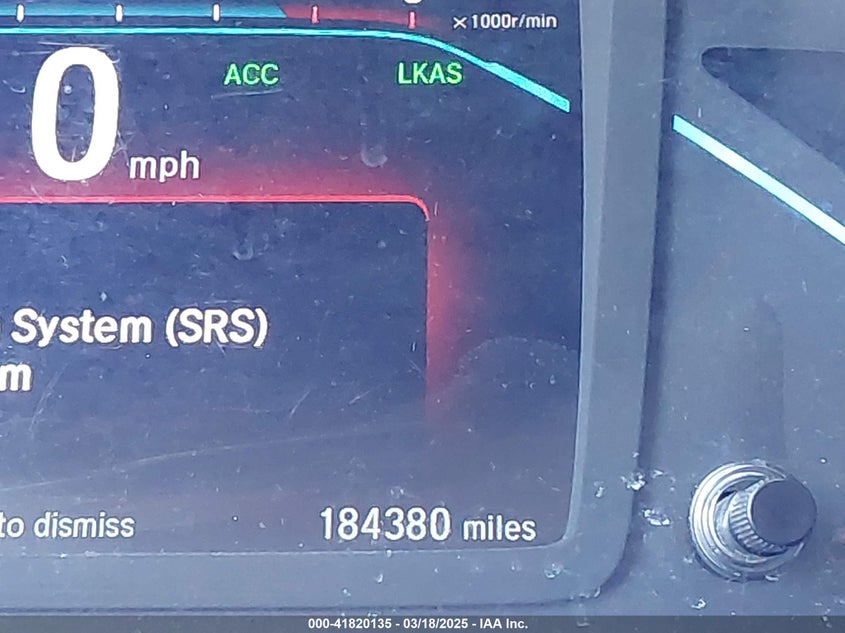 ×1000r/min
ACC LKAS
0 mph
System (SRS)
to dismiss
184380 miles
000-41820135 - 03/18/2025 - IAA Inc.